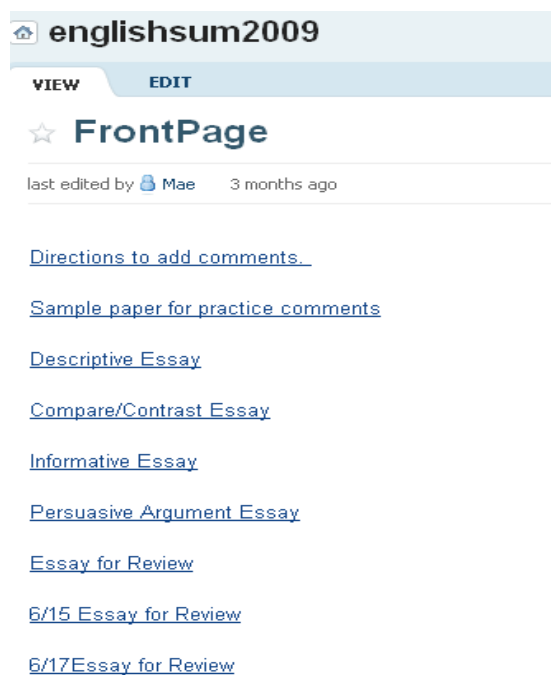 englishsum2009
VIEW EDIT
FrontPage
last edited by Mae 3 months ago
Directions to add comments.
Sample paper for practice comments
Descriptive Essay
Compare/Contrast Essay
Informative Essay
Persuasive Argument Essay
Essay for Review
6/15 Essay for Review
6/17Essay for Review